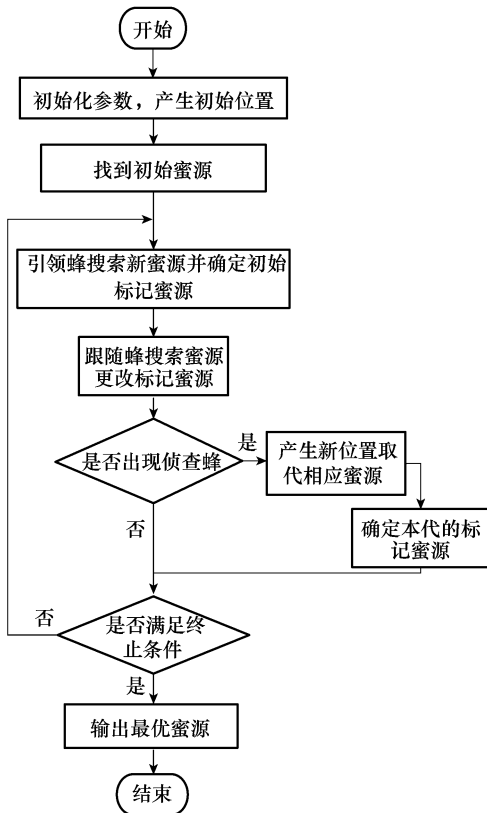 开始
初始化参数，产生初始位置
找到初始蜜源
引领蜂搜索新蜜源并确定初始
标记蜜源
跟随蜂搜索蜜源
更改标记蜜源
是否出现侦查蜂
是
产生新位置取
代相应蜜源
否
确定本代的标
记蜜源
否
是否满足终
止条件
是
输出最优蜜源
结束